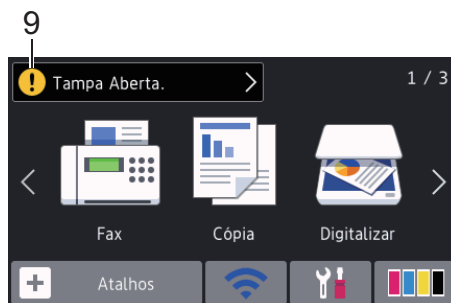 9
Tampa Aberta.
1 / 3
Fax
Cópia
Digitalizar
Atalhos